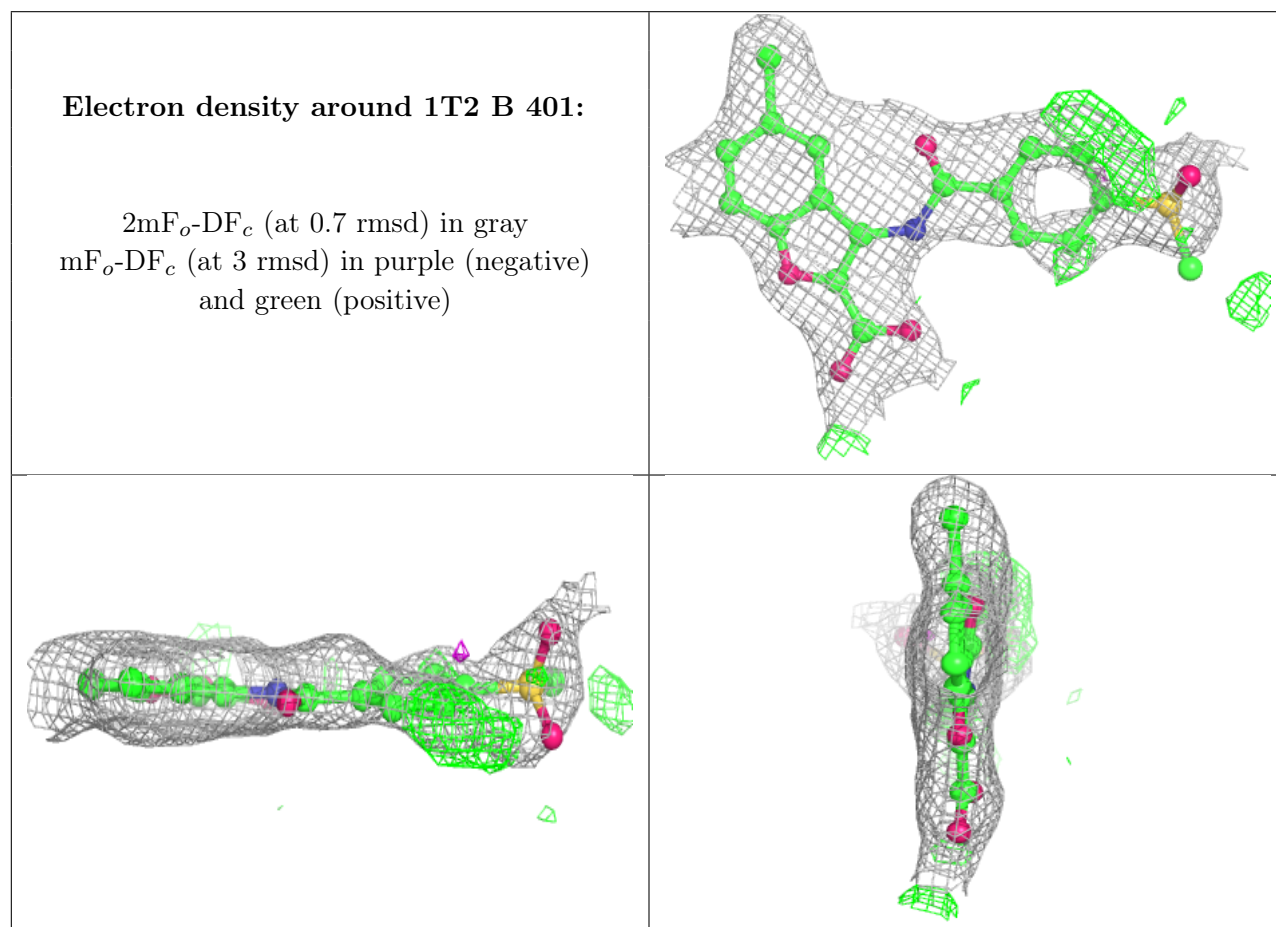 Electron density around 1T2 B 401:
2mFₒ-DF𝒸 (at 0.7 rmsd) in gray
mFₒ-DF𝒸 (at 3 rmsd) in purple (negative)
and green (positive)